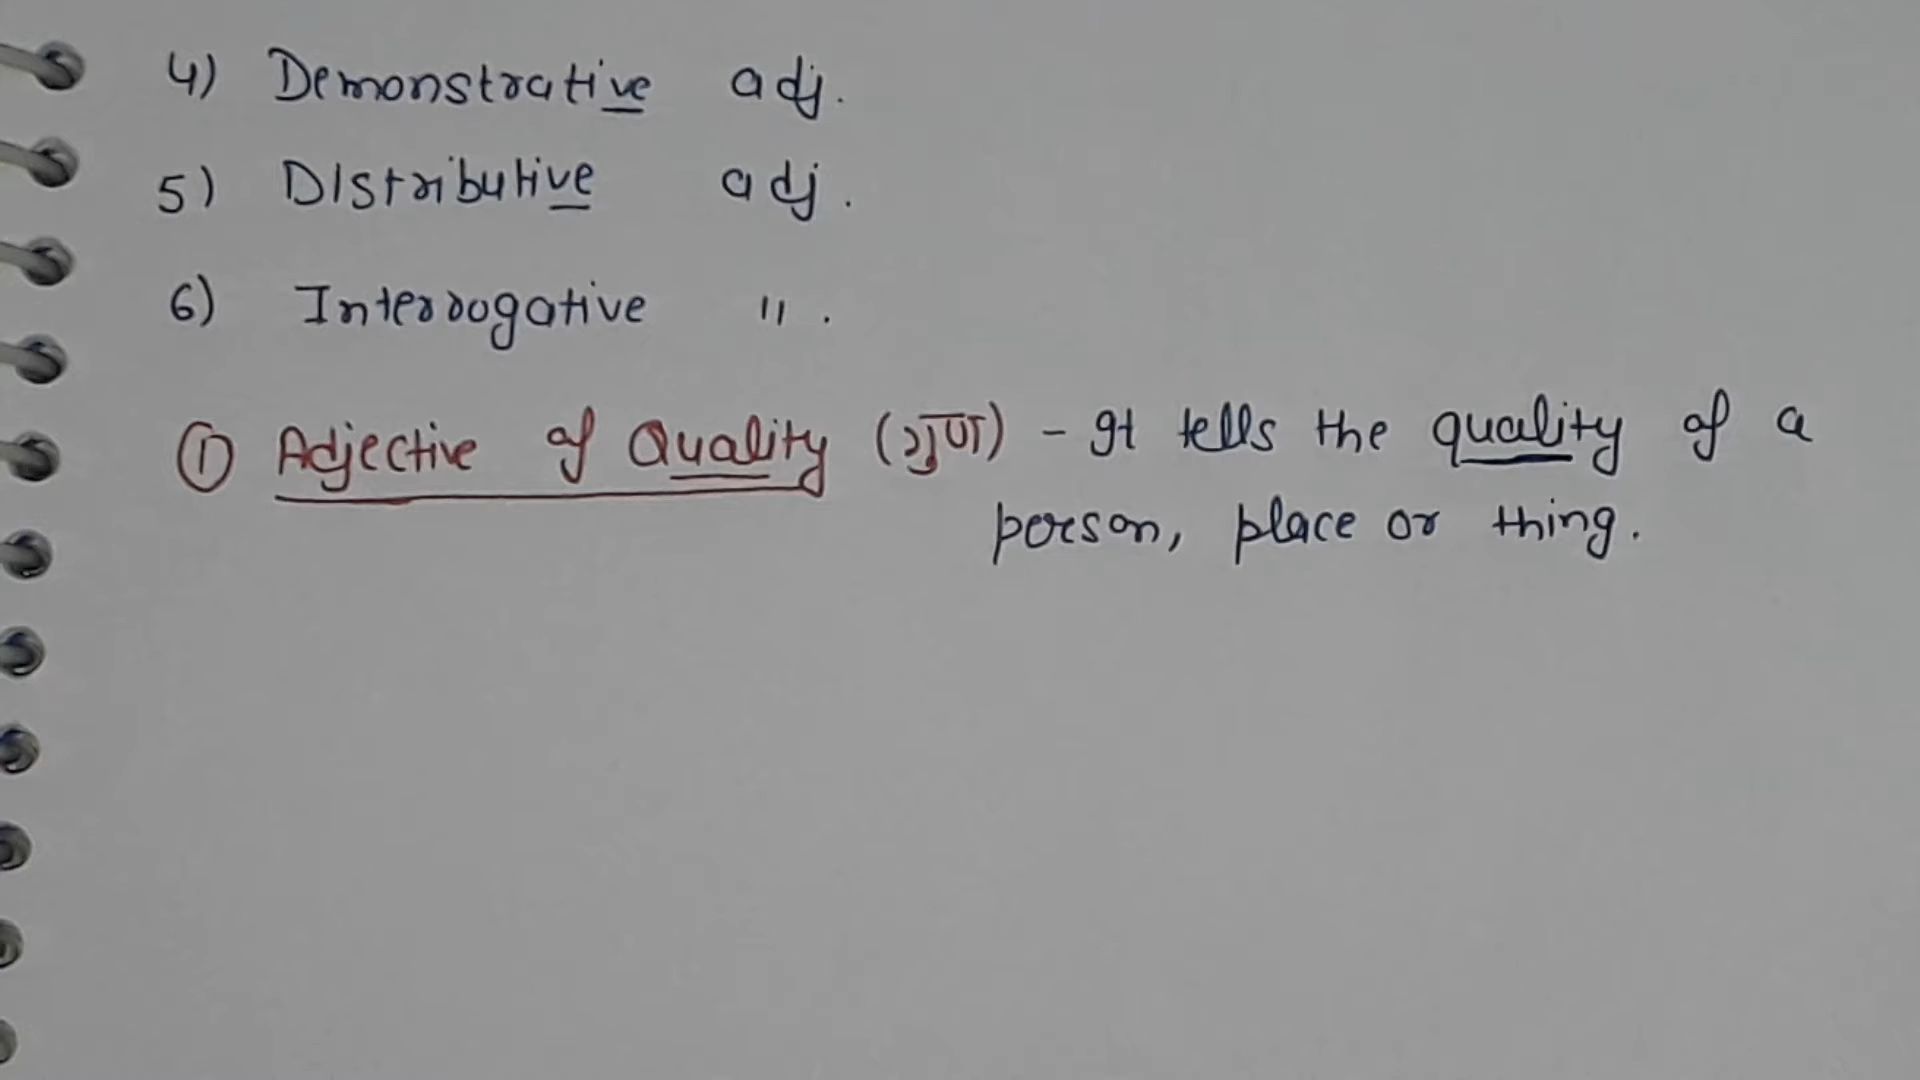 4) Demonstrative adj.
5) Distributive adj.
6) Interrogative " .
① Adjective of Quality (गुण) - It tells the quality of a
person, place or thing.